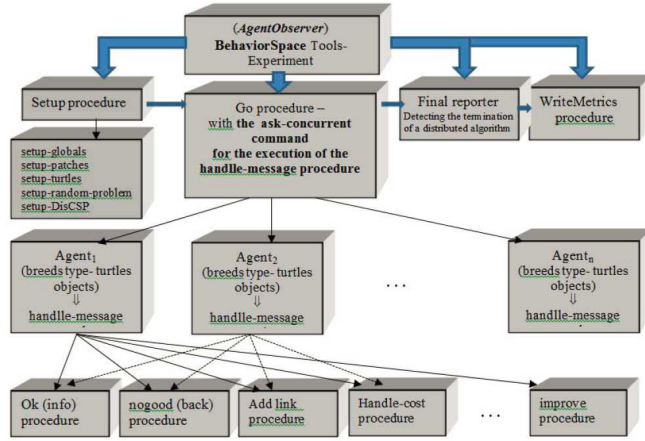 (AgentObserver)
BehaviorSpace Tools-
Experiment
Setup procedure
Go procedure –
with the ask-concurrent
command
for the execution of the
handlle-message procedure
Final reporter
Detecting the termination
of a distributed algorithm
WriteMetrics
procedure
setup-globals
setup-patches
setup-turtles
setup-random-problem
setup-DisCSP
Agent1
(breeds type- turtles
objects)
⇓
handlle-message
Agent2
(breeds type- turtles
objects)
⇓
handlle-message
...
Agentn
(breeds type- turtles
objects)
⇓
handlle-message
Ok (info)
procedure
nogood (back)
procedure
Add link
procedure
Handle-cost
procedure
...
improve
procedure